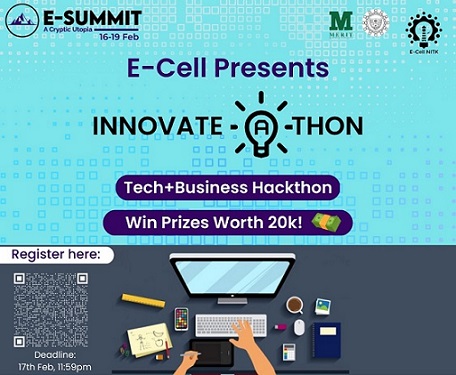 E-SUMMIT
A Cryptic Utopia
16-19 Feb
M
MERIT
E-Cell NITK
E-Cell Presents
INNOVATE-A-THON
Tech+Business Hackthon
Win Prizes Worth 20k!
Register here:
Deadline:
17th Feb, 11:59pm